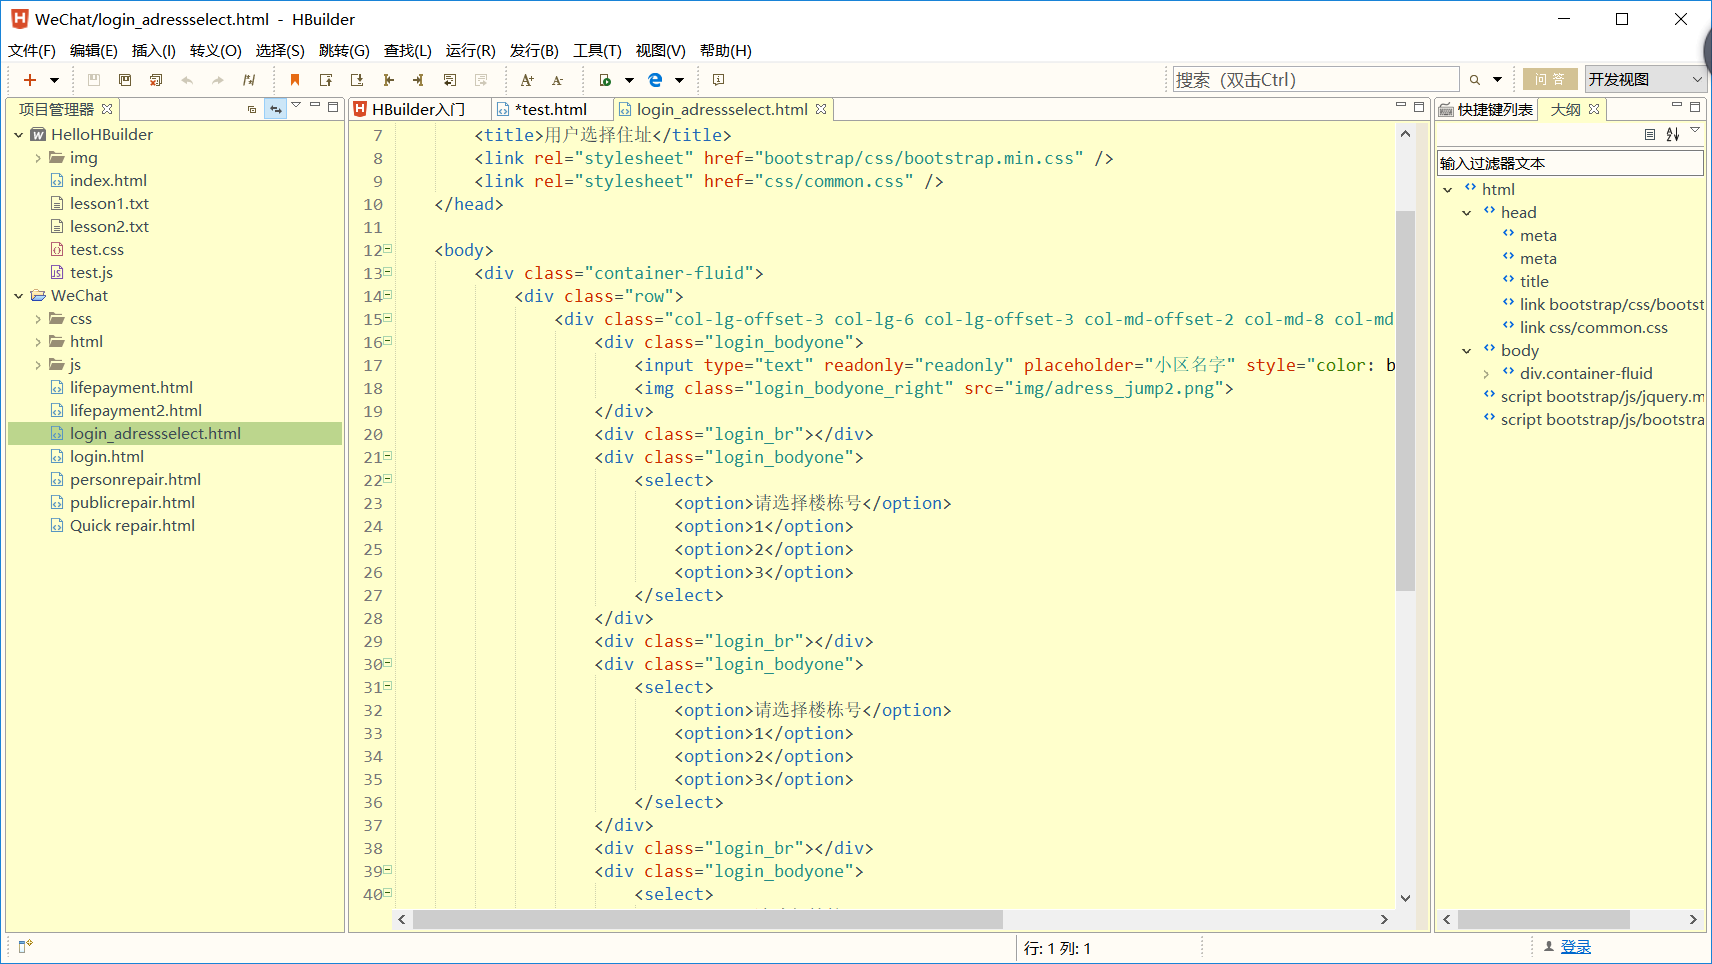 WeChat/login_adressselect.html - HBuilder
文件(F) 编辑(E) 插入(I) 转义(O) 选择(S) 跳转(G) 查找(L) 运行(R) 发行(B) 工具(T) 视图(V) 帮助(H)
搜索（双击Ctrl） 问 答 开发视图
项目管理器
HelloHBuilder
img
index.html
lesson1.txt
lesson2.txt
test.css
test.js
WeChat
css
html
js
lifepayment.html
lifepayment2.html
login_adressselect.html
login.html
personrepair.html
publicrepair.html
Quick repair.html
HBuilder入门 *test.html login_adressselect.html
7 <title>用户选择住址</title>
8 <link rel="stylesheet" href="bootstrap/css/bootstrap.min.css" />
9 <link rel="stylesheet" href="css/common.css" />
10 </head>
11
12 <body>
13 <div class="container-fluid">
14 <div class="row">
15 <div class="col-lg-offset-3 col-lg-6 col-lg-offset-3 col-md-offset-2 col-md-8 col-md
16 <div class="login_bodyone">
17 <input type="text" readonly="readonly" placeholder="小区名字" style="color: b
18 <img class="login_bodyone_right" src="img/adress_jump2.png">
19 </div>
20 <div class="login_br"></div>
21 <div class="login_bodyone">
22 <select>
23 <option>请选择楼栋号</option>
24 <option>1</option>
25 <option>2</option>
26 <option>3</option>
27 </select>
28 </div>
29 <div class="login_br"></div>
30 <div class="login_bodyone">
31 <select>
32 <option>请选择楼栋号</option>
33 <option>1</option>
34 <option>2</option>
35 <option>3</option>
36 </select>
37 </div>
38 <div class="login_br"></div>
39 <div class="login_bodyone">
40 <select>
快捷键列表 大纲
输入过滤器文本
html
head
meta
meta
title
link bootstrap/css/bootst
link css/common.css
body
div.container-fluid
script bootstrap/js/jquery.m
script bootstrap/js/bootstra
行: 1 列: 1
登录